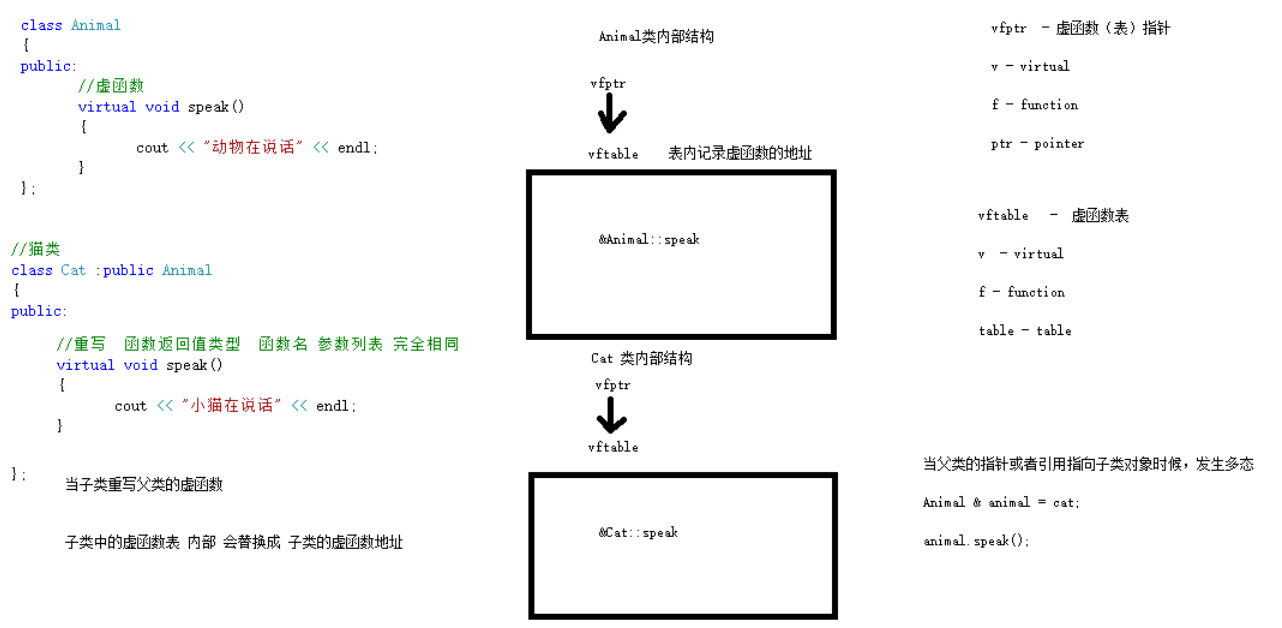 class Animal
{
public:
//虚函数
virtual void speak()
{
cout << "动物在说话" << endl;
}
};
//猫类
class Cat :public Animal
{
public:
//重写 函数返回值类型 函数名 参数列表 完全相同
virtual void speak()
{
cout << "小猫在说话" << endl;
}
};
当子类重写父类的虚函数
子类中的虚函数表 内部 会替换成 子类的虚函数地址
Animal类内部结构
vfptr
vftable 表内记录虚函数的地址
&Animal::speak
Cat 类内部结构
vfptr
vftable
&Cat::speak
vfptr - 虚函数（表）指针
v - virtual
f - function
ptr - pointer
vftable - 虚函数表
v - virtual
f - function
table - table
当父类的指针或者引用指向子类对象时候，发生多态
Animal & animal = cat;
animal.speak();